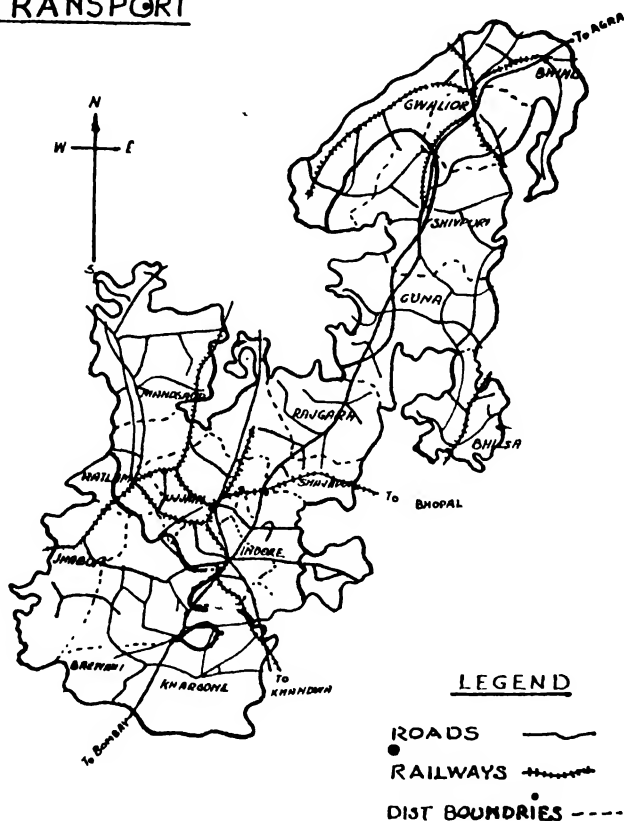 TRANSPORT
To AGRA
N
BHIND
GWALIOR
W E
SHIVPURI
S
GUNA
MANDSAUR
RAJGARH
BHILSA
RATLAM
UJJAIN
SHAJAPUR
To BHOPAL
INDORE
JHABUA
BARWANI
KHARGONE
To KHANDWA
To BOMBAY
LEGEND
ROADS
RAILWAYS
DIST BOUNDRIES